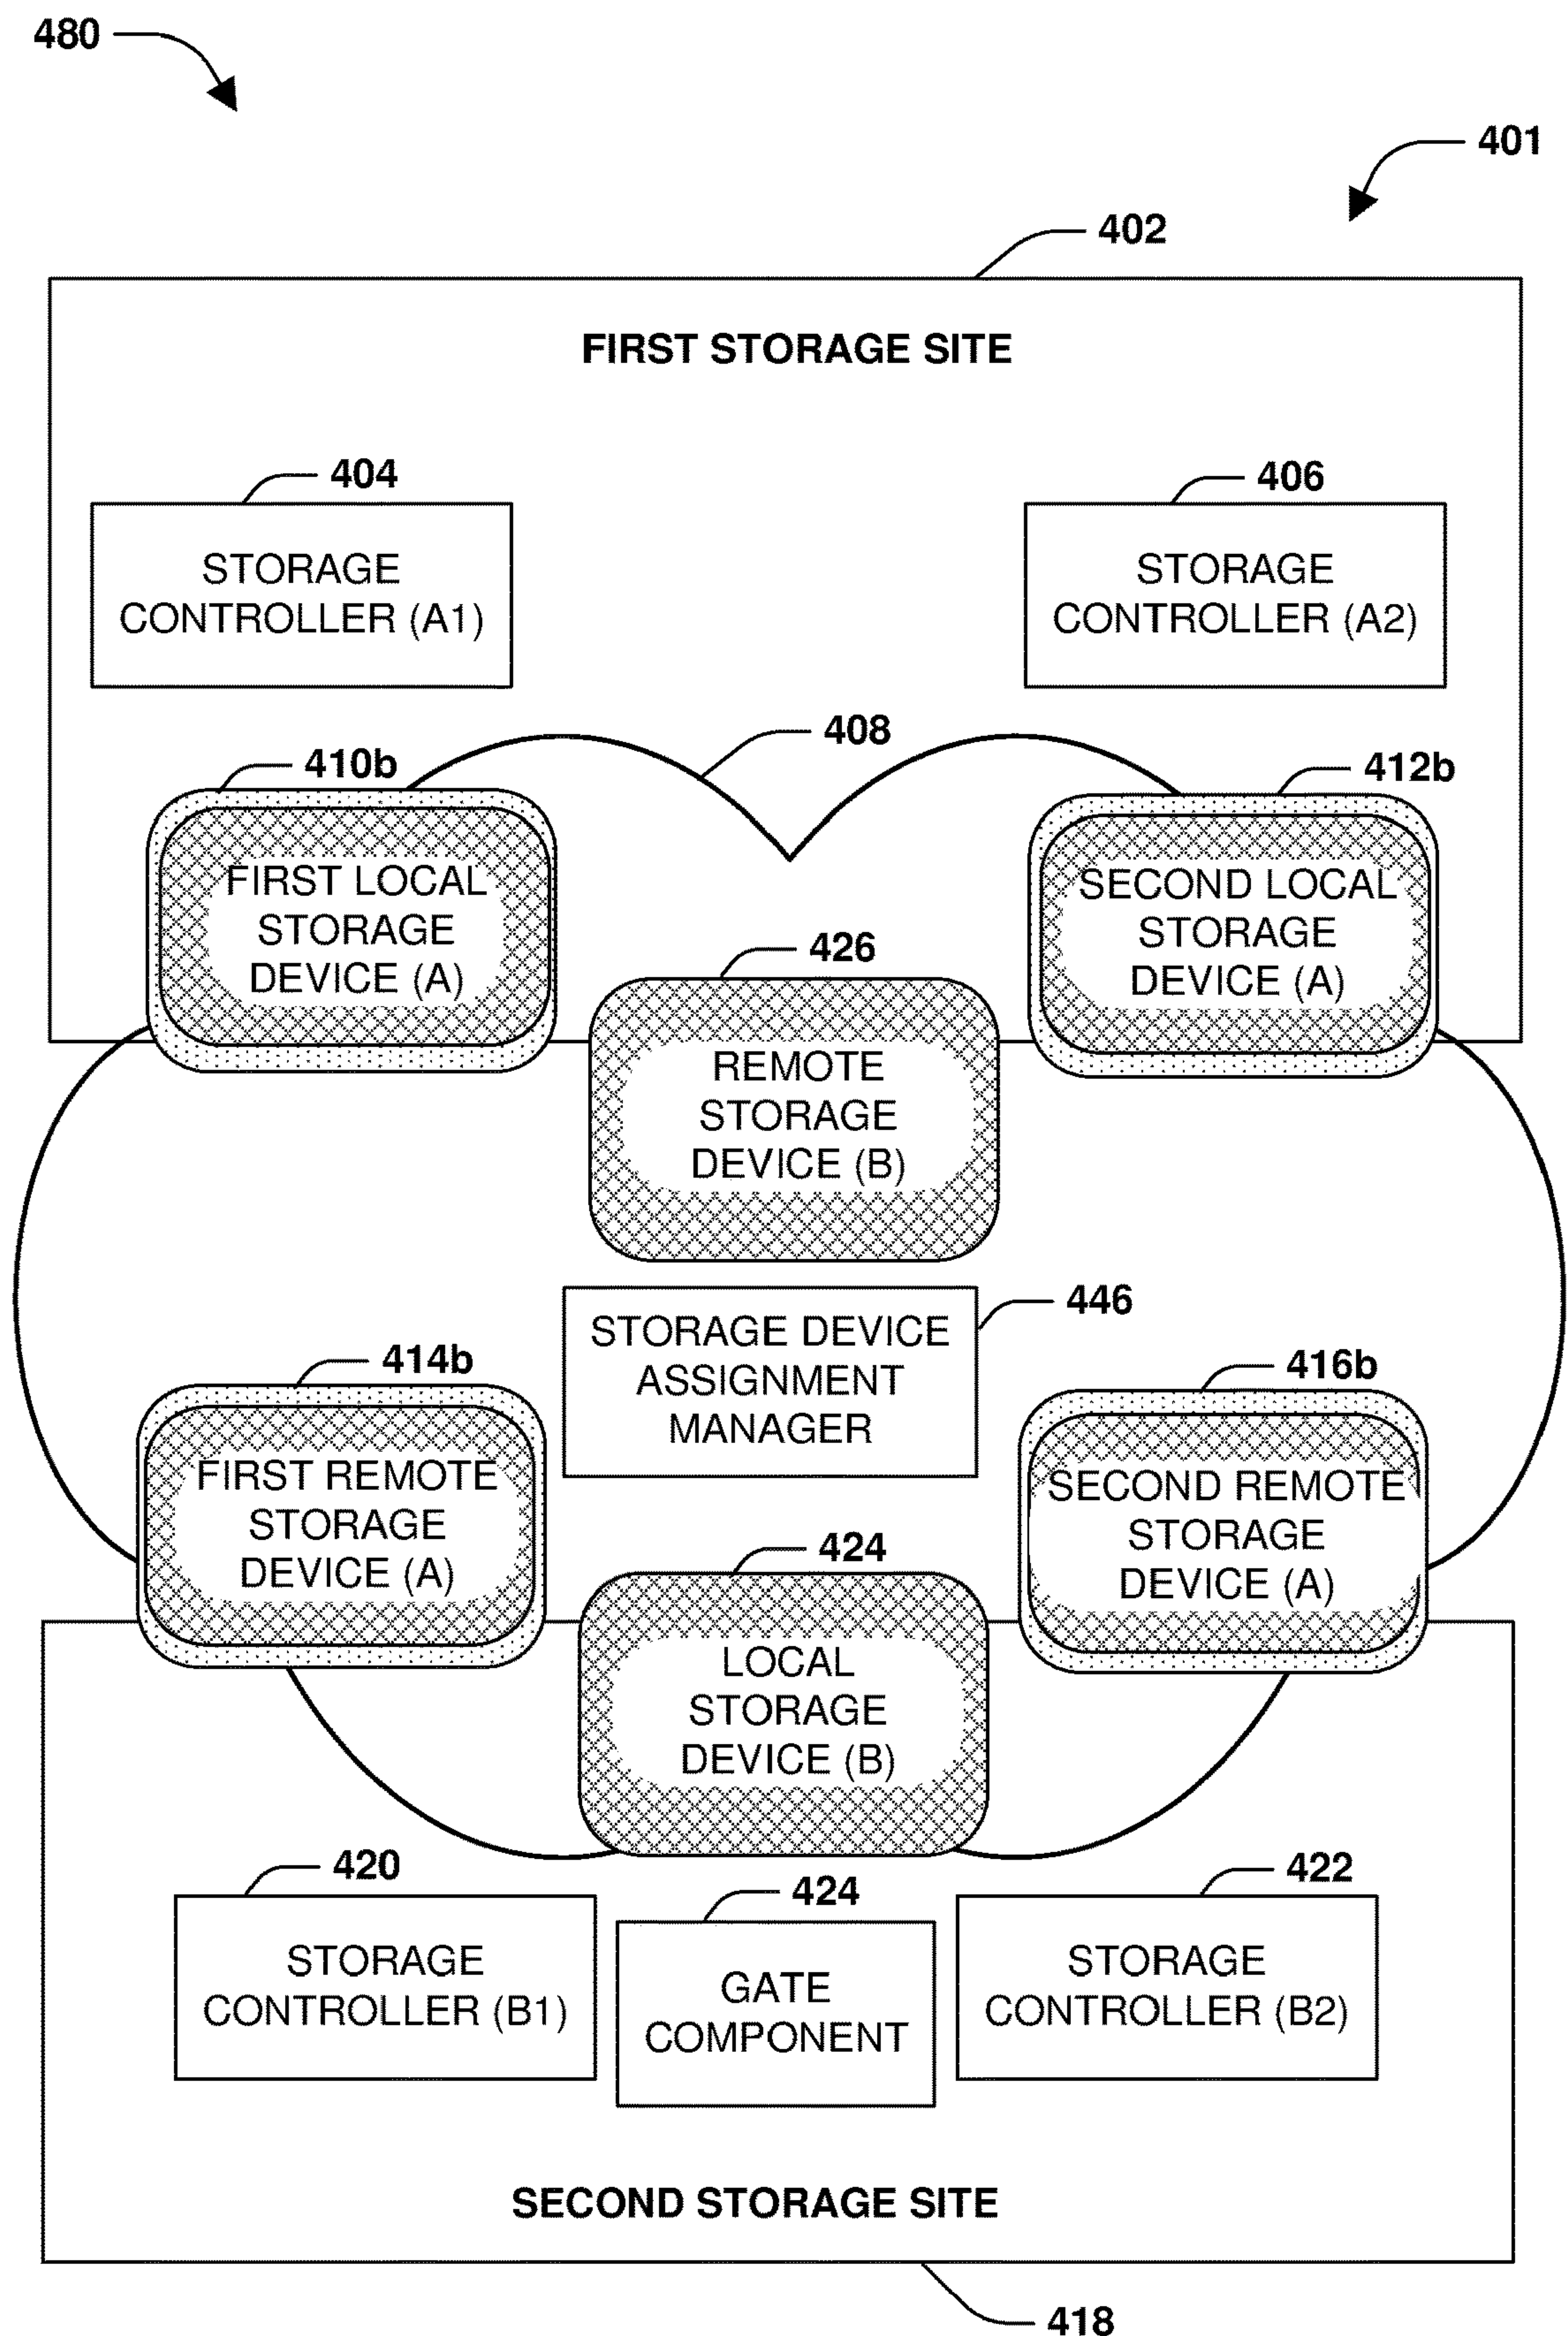 480
401
402
FIRST STORAGE SITE
404
406
STORAGE
CONTROLLER (A1)
STORAGE
CONTROLLER (A2)
408
410b
412b
FIRST LOCAL
STORAGE
DEVICE (A)
SECOND LOCAL
STORAGE
DEVICE (A)
426
REMOTE
STORAGE
DEVICE (B)
446
STORAGE DEVICE
ASSIGNMENT
MANAGER
414b
416b
FIRST REMOTE
STORAGE
DEVICE (A)
SECOND REMOTE
STORAGE
DEVICE (A)
424
LOCAL
STORAGE
DEVICE (B)
420
424
422
STORAGE
CONTROLLER (B1)
GATE
COMPONENT
STORAGE
CONTROLLER (B2)
SECOND STORAGE SITE
418